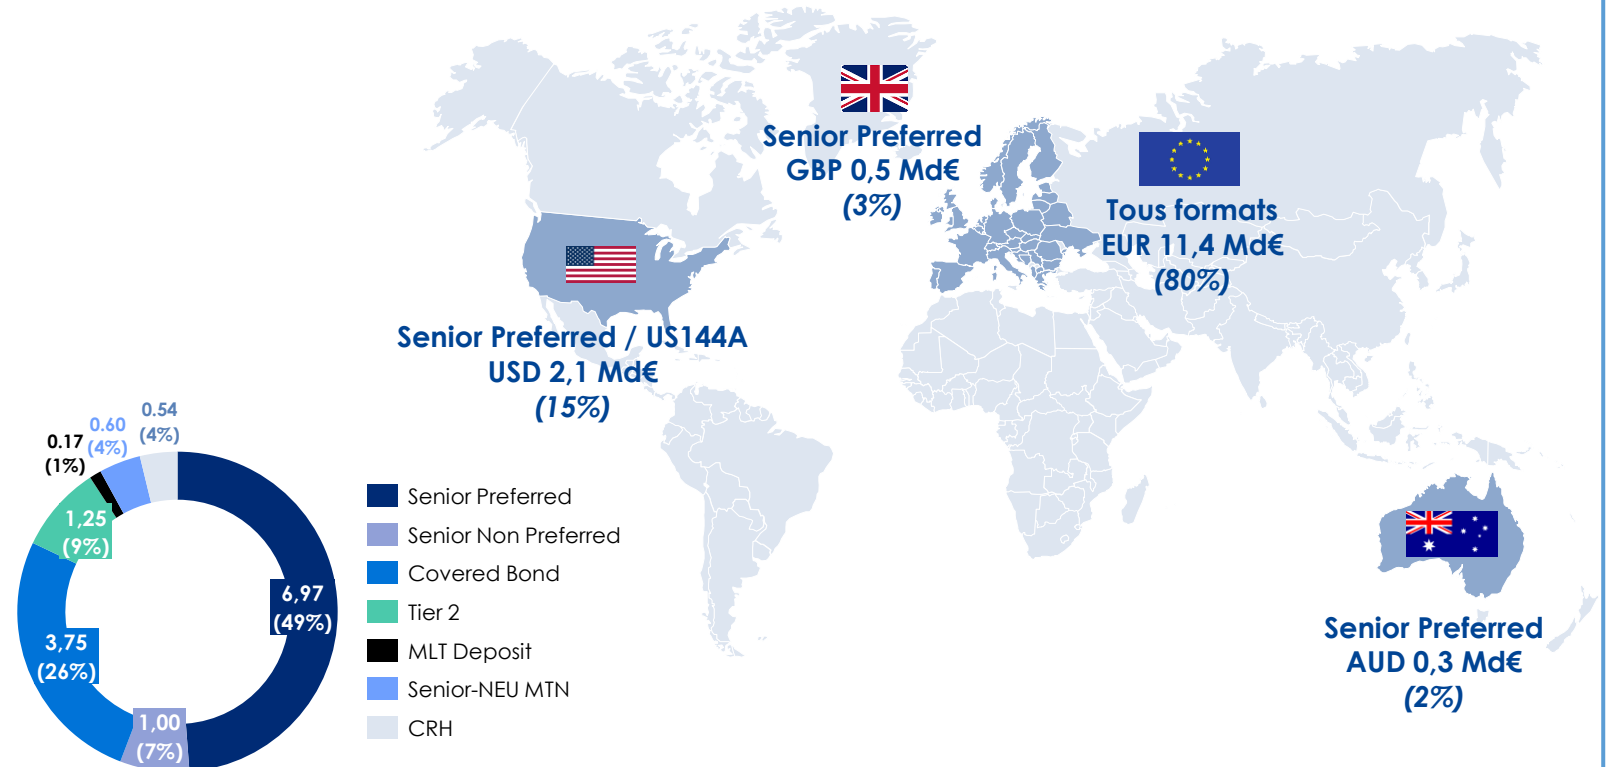 Senior Preferred
GBP 0,5 Md€
(3%)
Tous formats
EUR 11,4 Md€
(80%)
Senior Preferred / US144A
USD 2,1 Md€
(15%)
Senior Preferred
AUD 0,3 Md€
(2%)
0.54
(4%)
0.60
(4%)
0.17
(1%)
1,25
(9%)
6,97
(49%)
3,75
(26%)
1,00
(7%)
Senior Preferred
Senior Non Preferred
Covered Bond
Tier 2
MLT Deposit
Senior-NEU MTN
CRH